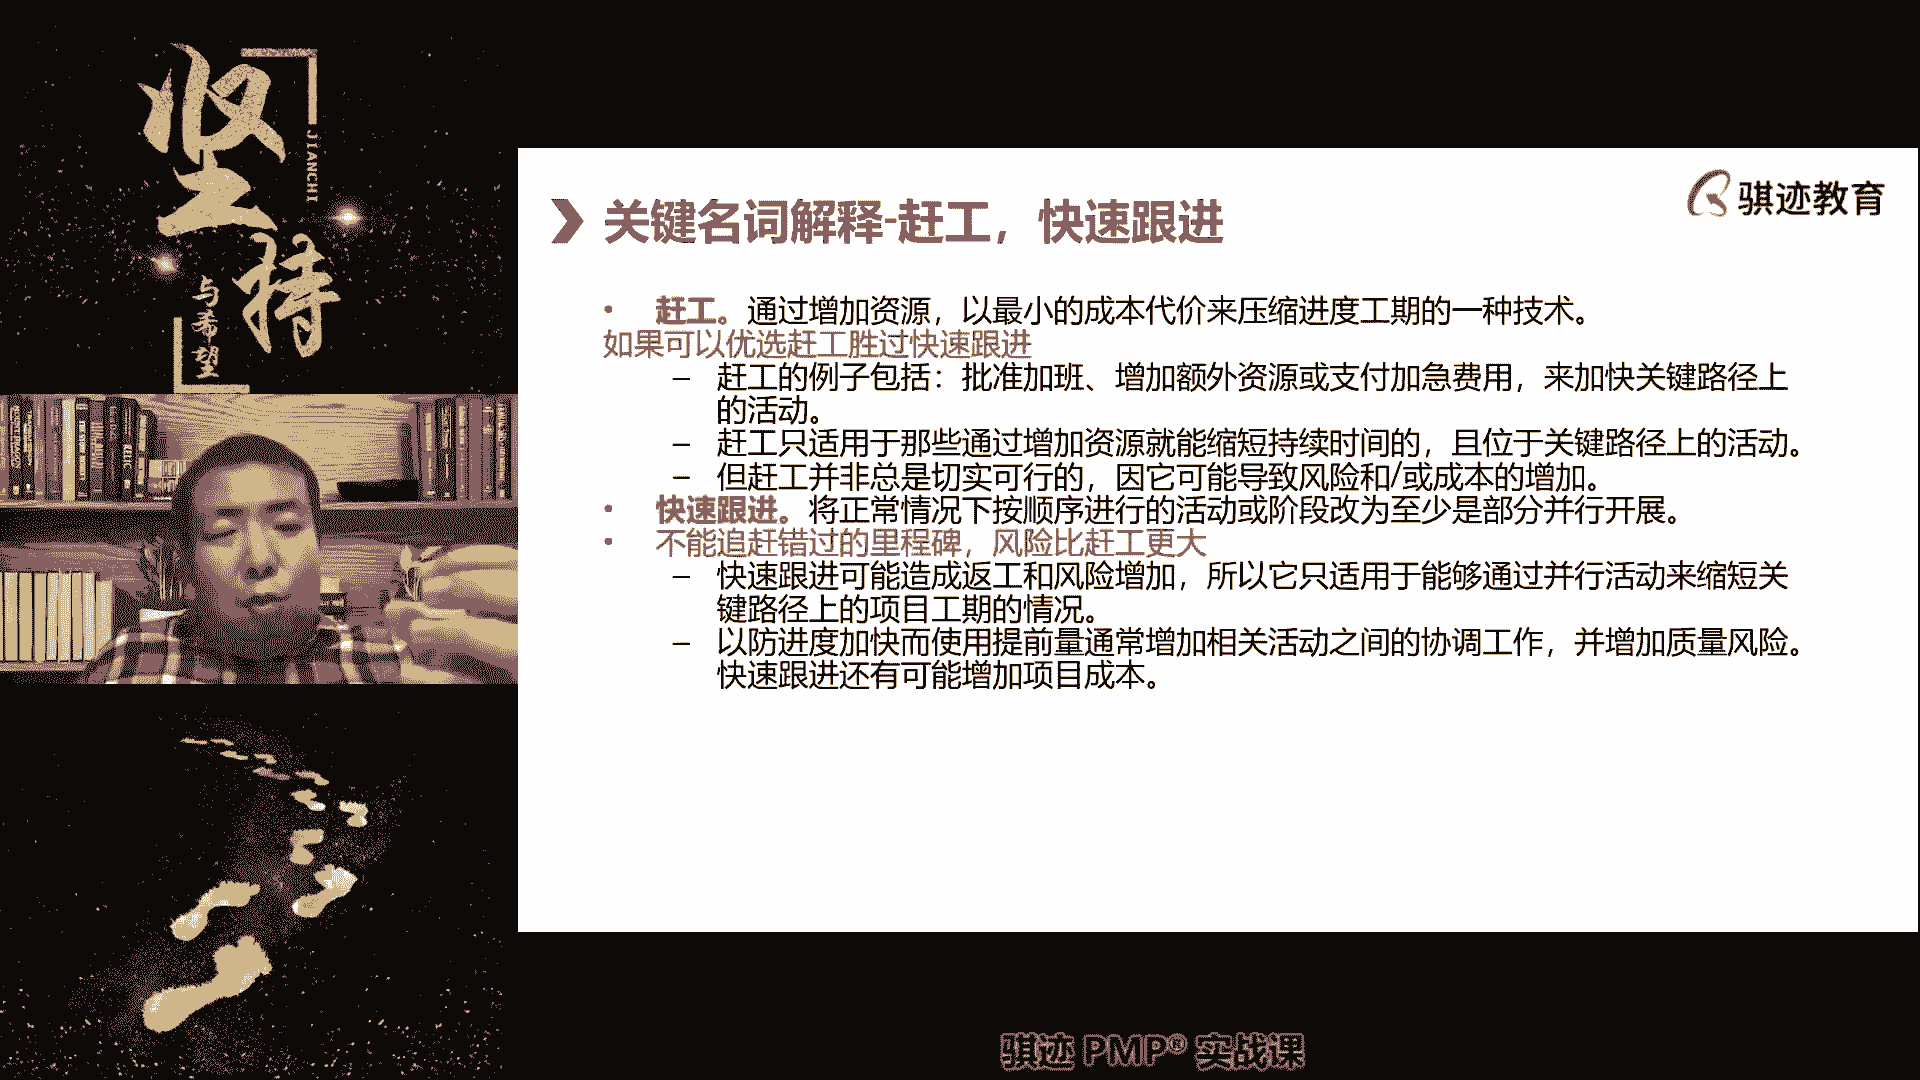 坚持
JIANCHI
与希望
骐迹教育
关键名词解释-赶工，快速跟进
• 赶工。通过增加资源，以最小的成本代价来压缩进度工期的一种技术。
如果可以优选赶工胜过快速跟进
– 赶工的例子包括：批准加班、增加额外资源或支付加急费用，来加快关键路径上
的活动。
– 赶工只适用于那些通过增加资源就能缩短持续时间的，且位于关键路径上的活动。
– 但赶工并非总是切实可行的，因它可能导致风险和/或成本的增加。
• 快速跟进。将正常情况下按顺序进行的活动或阶段改为至少是部分并行开展。
• 不能追赶错过的里程碑，风险比赶工更大
– 快速跟进可能造成返工和风险增加，所以它只适用于能够通过并行活动来缩短关
键路径上的项目工期的情况。
– 以防进度加快而使用提前量通常增加相关活动之间的协调工作，并增加质量风险。
快速跟进还有可能增加项目成本。
骐迹 PMP® 实战课